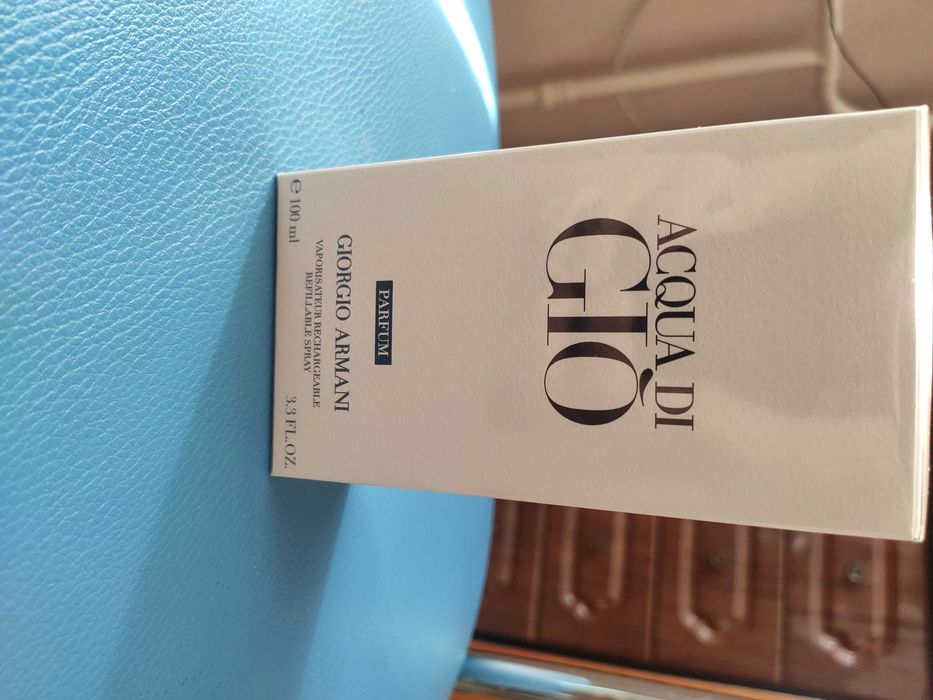 ACQUA DI
GIÒ
PARFUM
GIORGIO ARMANI
VAPORISATEUR RECHARGEABLE
REFILLABLE SPRAY
℮ 100 ml
3.3 FL.OZ.